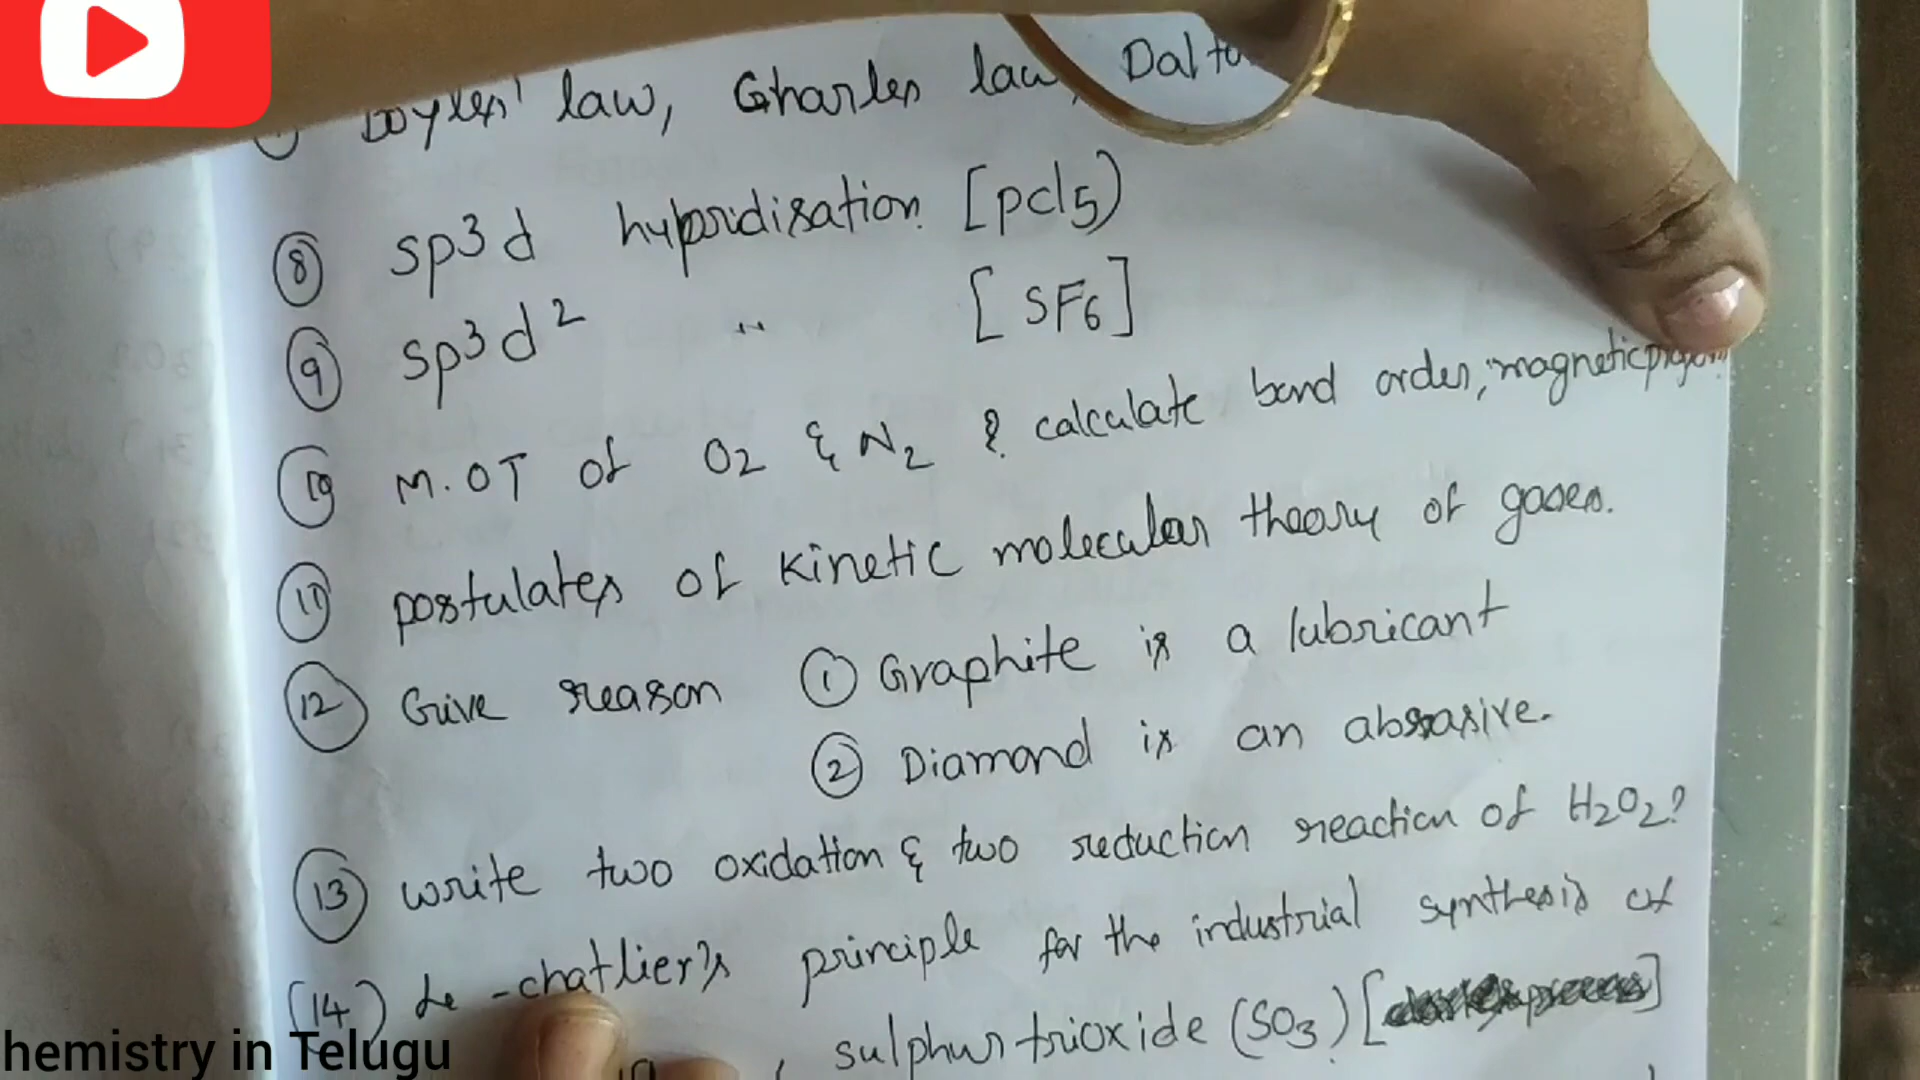 Boyles' law, Charles law, Dalto
⑧ sp3d hybridisation [pcl5)
⑨ sp3d2 " [SF6]
⑩ M.OT of O2 & N2 ? calculate bond order, magnetic
⑪ postulates of Kinetic molecular theory of gases.
⑫ Give reason ① Graphite is a lubricant
② Diamond is an abrasive.
⑬ write two oxidation & two reduction reaction of H2O2?
(14) Le-chatlier's principle for the industrial synthesis of
sulphur trioxide (SO3) [
hemistry in Telugu